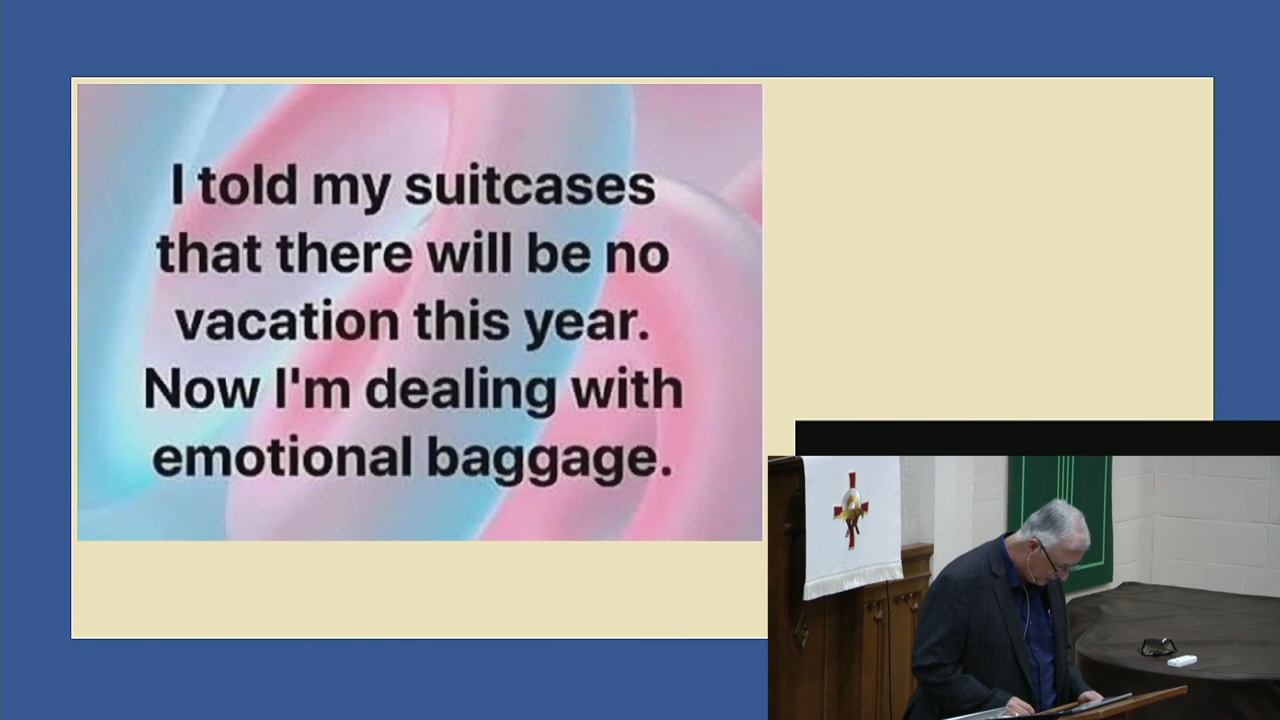 I told my suitcases
that there will be no
vacation this year.
Now I'm dealing with
emotional baggage.